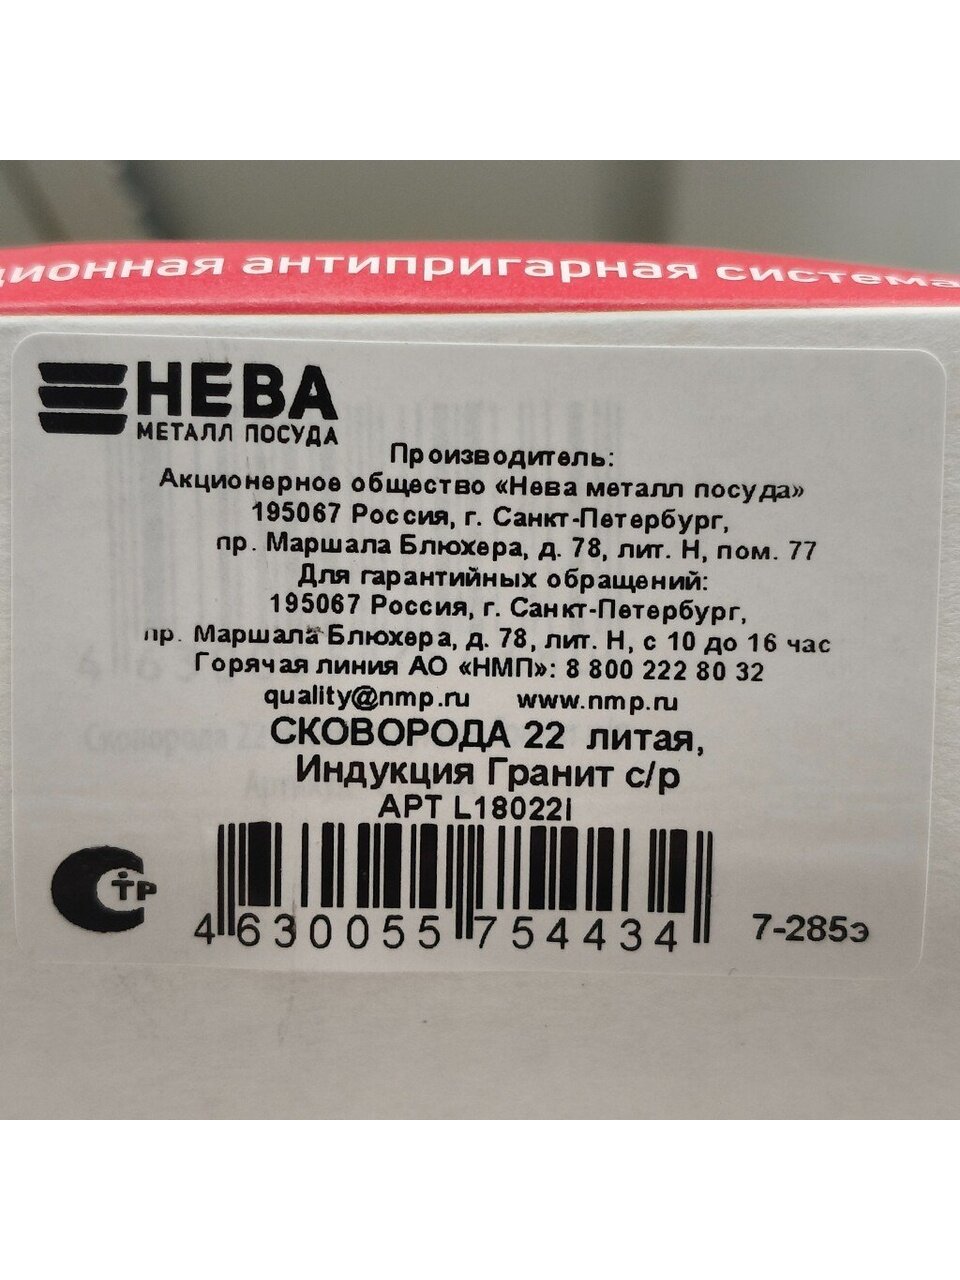 антипригарная система
НЕВА
МЕТАЛЛ ПОСУДА
Производитель:
Акционерное общество «Нева металл посуда»
195067 Россия, г. Санкт-Петербург,
пр. Маршала Блюхера, д. 78, лит. Н, пом. 77
Для гарантийных обращений:
195067 Россия, г. Санкт-Петербург,
пр. Маршала Блюхера, д. 78, лит. Н, с 10 до 16 час
Горячая линия АО «НМП»: 8 800 222 80 32
quality@nmp.ru www.nmp.ru
СКОВОРОДА 22 литая,
Индукция Гранит с/р
АРТ L18022i
ТР
4 630055 754434
7-285э